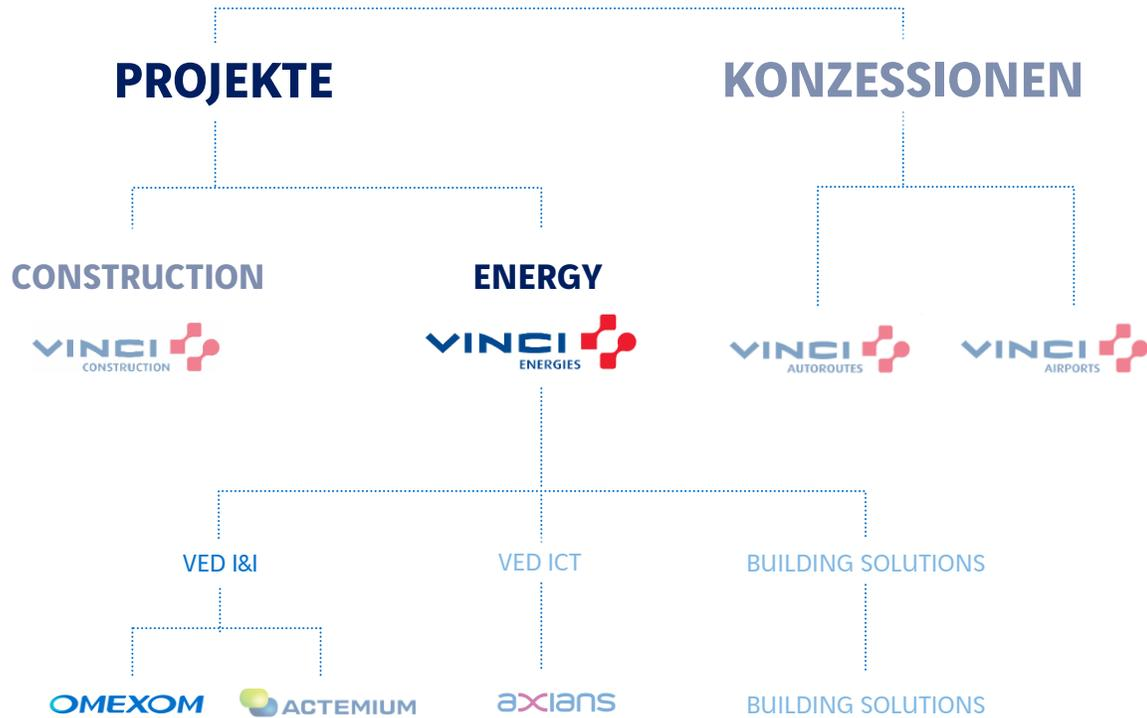 PROJEKTE
KONZESSIONEN
CONSTRUCTION
ENERGY
VINCI
CONSTRUCTION
VINCI
ENERGIES
VINCI
AUTOROUTES
VINCI
AIRPORTS
VED I&I
VED ICT
BUILDING SOLUTIONS
OMEXOM
ACTEMIUM
axians
BUILDING SOLUTIONS